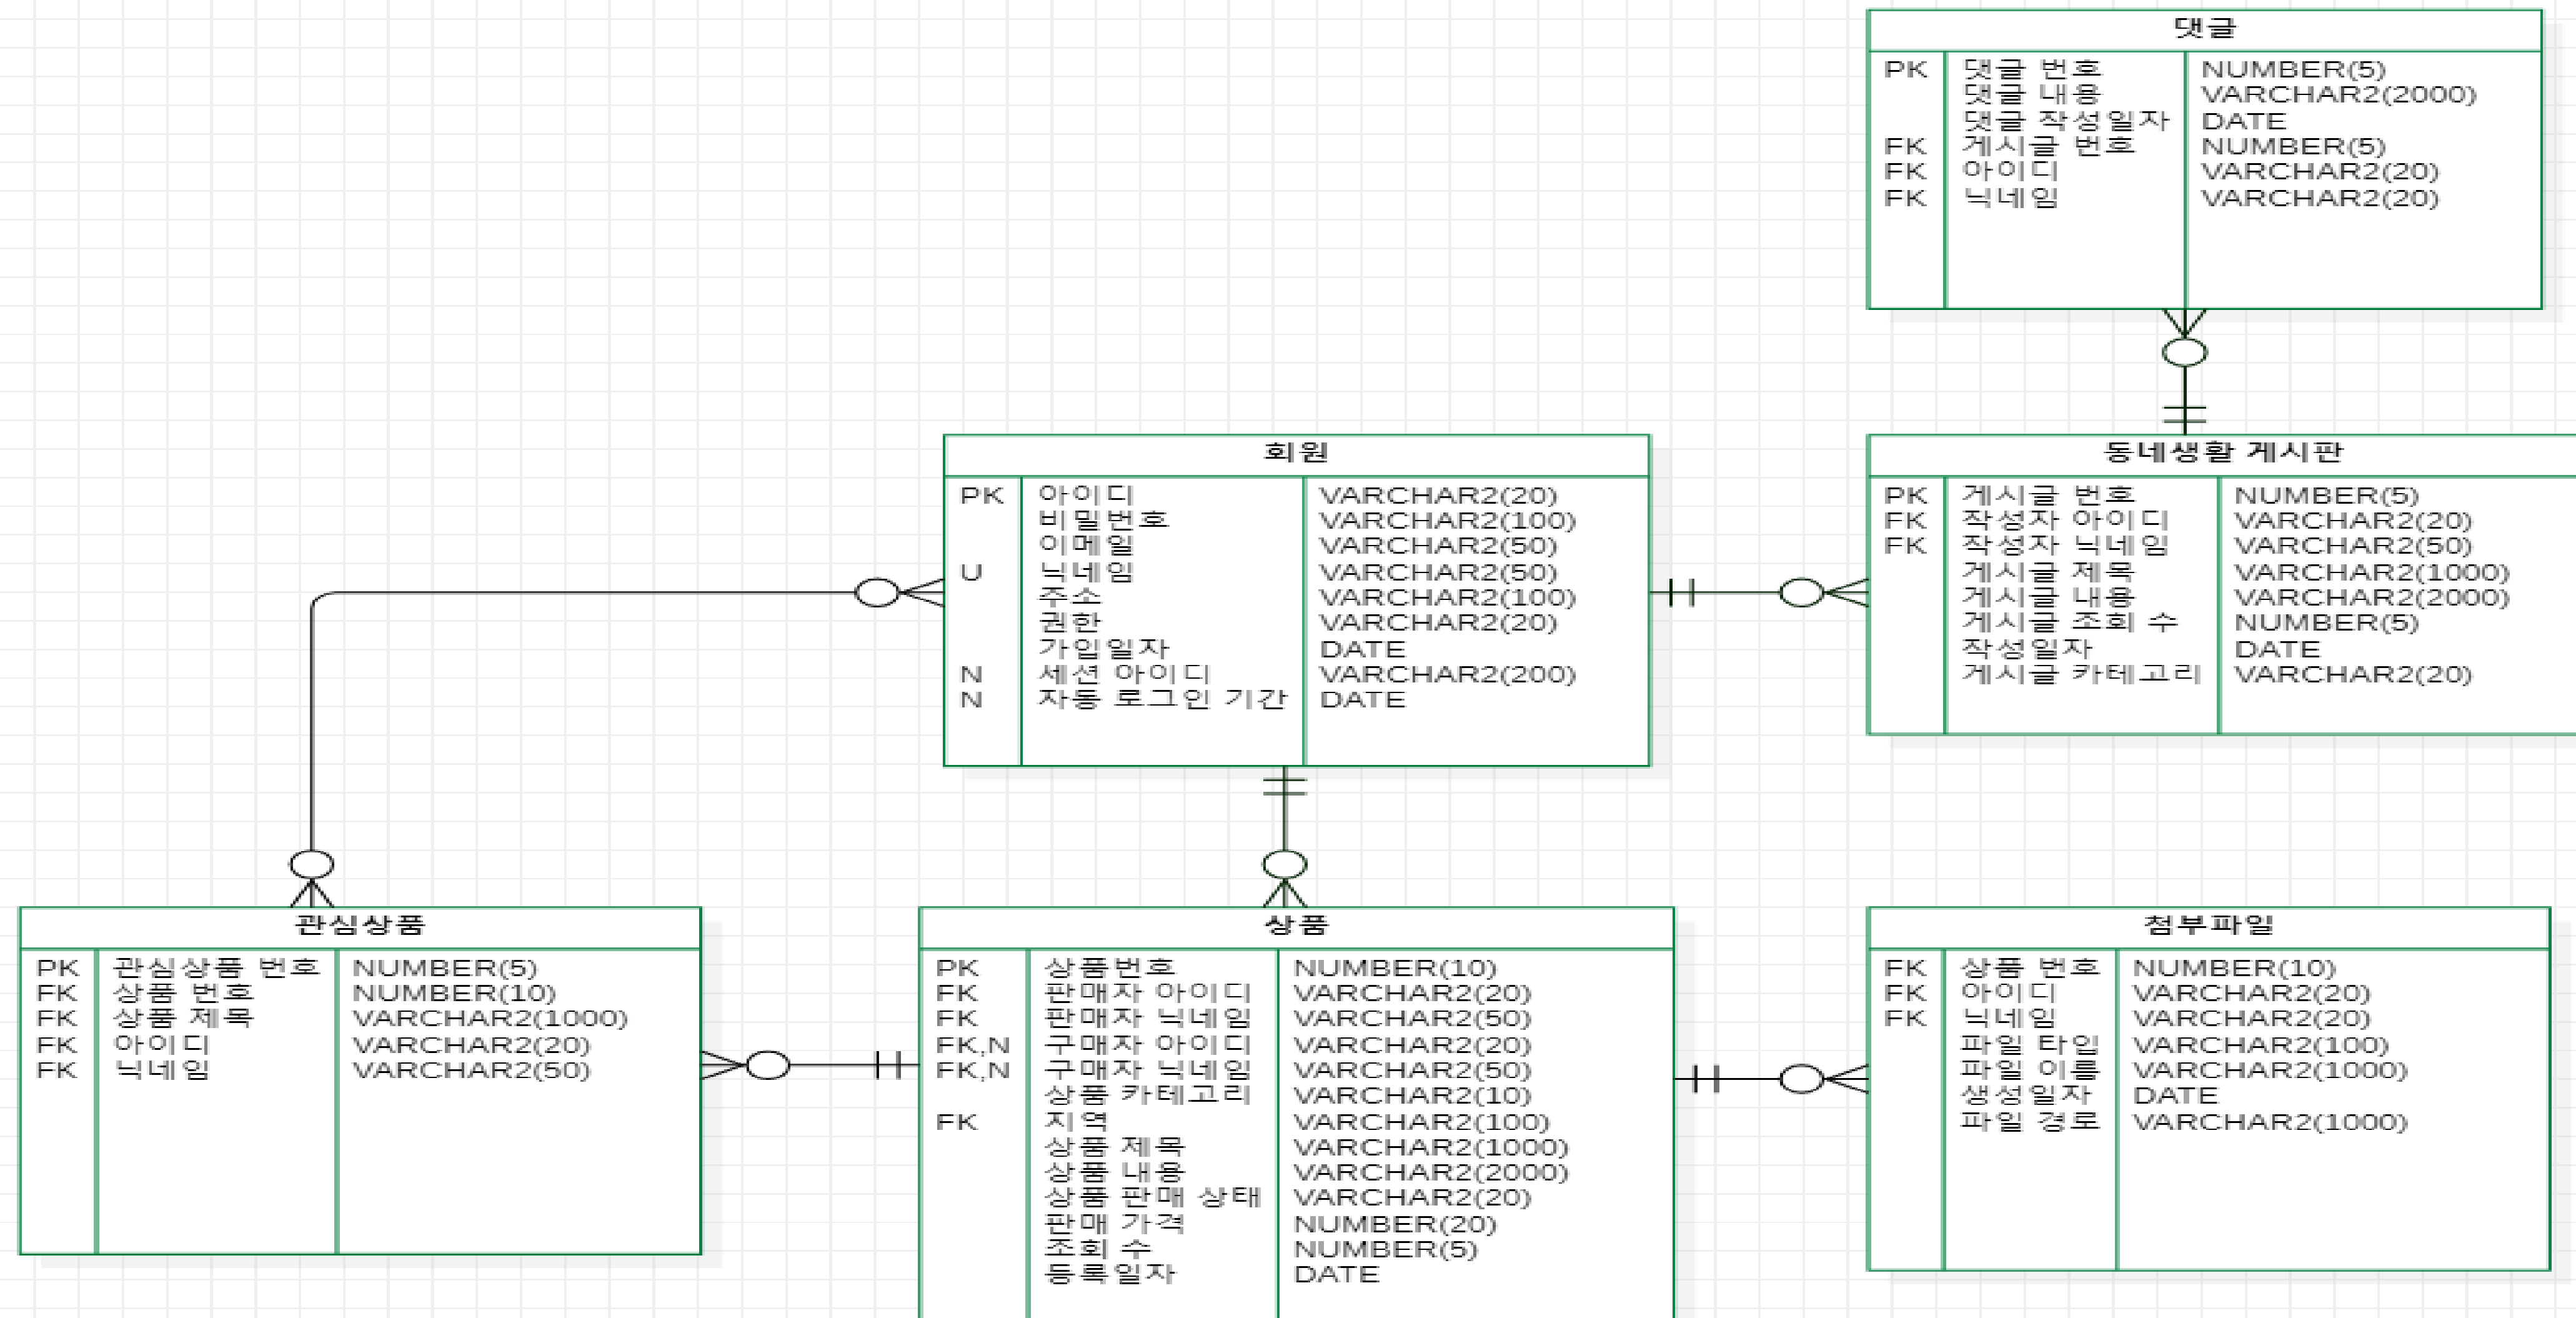 댓글
PK 댓글 번호 NUMBER(5)
댓글 내용 VARCHAR2(2000)
댓글 작성일자 DATE
FK 게시글 번호 NUMBER(5)
FK 아이디 VARCHAR2(20)
FK 닉네임 VARCHAR2(20)
회원
PK 아이디 VARCHAR2(20)
비밀번호 VARCHAR2(100)
이메일 VARCHAR2(50)
U 닉네임 VARCHAR2(50)
주소 VARCHAR2(100)
권한 VARCHAR2(20)
가입일자 DATE
N 세션 아이디 VARCHAR2(200)
N 자동 로그인 기간 DATE
동네생활 게시판
PK 게시글 번호 NUMBER(5)
FK 작성자 아이디 VARCHAR2(20)
FK 작성자 닉네임 VARCHAR2(50)
게시글 제목 VARCHAR2(1000)
게시글 내용 VARCHAR2(2000)
게시글 조회 수 NUMBER(5)
작성일자 DATE
게시글 카테고리 VARCHAR2(20)
관심상품
PK 관심상품 번호 NUMBER(5)
FK 상품 번호 NUMBER(10)
FK 상품 제목 VARCHAR2(1000)
FK 아이디 VARCHAR2(20)
FK 닉네임 VARCHAR2(50)
상품
PK 상품번호 NUMBER(10)
FK 판매자 아이디 VARCHAR2(20)
FK 판매자 닉네임 VARCHAR2(50)
FK,N 구매자 아이디 VARCHAR2(20)
FK,N 구매자 닉네임 VARCHAR2(50)
상품 카테고리 VARCHAR2(10)
FK 지역 VARCHAR2(100)
상품 제목 VARCHAR2(1000)
상품 내용 VARCHAR2(2000)
상품 판매 상태 VARCHAR2(20)
판매 가격 NUMBER(20)
조회 수 NUMBER(5)
등록일자 DATE
첨부파일
FK 상품 번호 NUMBER(10)
FK 아이디 VARCHAR2(20)
FK 닉네임 VARCHAR2(20)
파일 타입 VARCHAR2(100)
파일 이름 VARCHAR2(1000)
생성일자 DATE
파일 경로 VARCHAR2(1000)